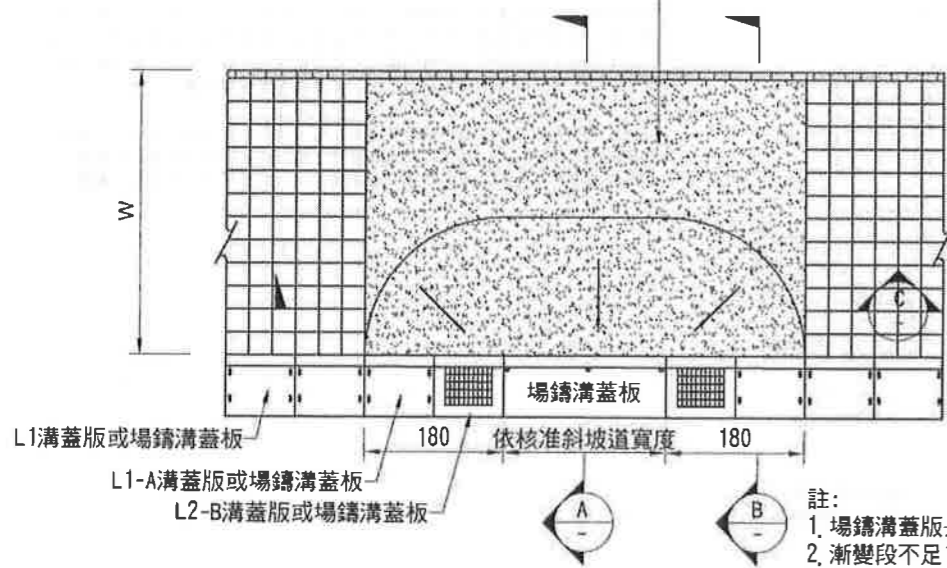 W
C
-
場鑄溝蓋板
L1溝蓋版或場鑄溝蓋板
180
依核准斜坡道寬度
180
L1-A溝蓋版或場鑄溝蓋板
L2-B溝蓋版或場鑄溝蓋板
A
-
B
-
註:
1. 場鑄溝蓋版
2. 漸變段不足